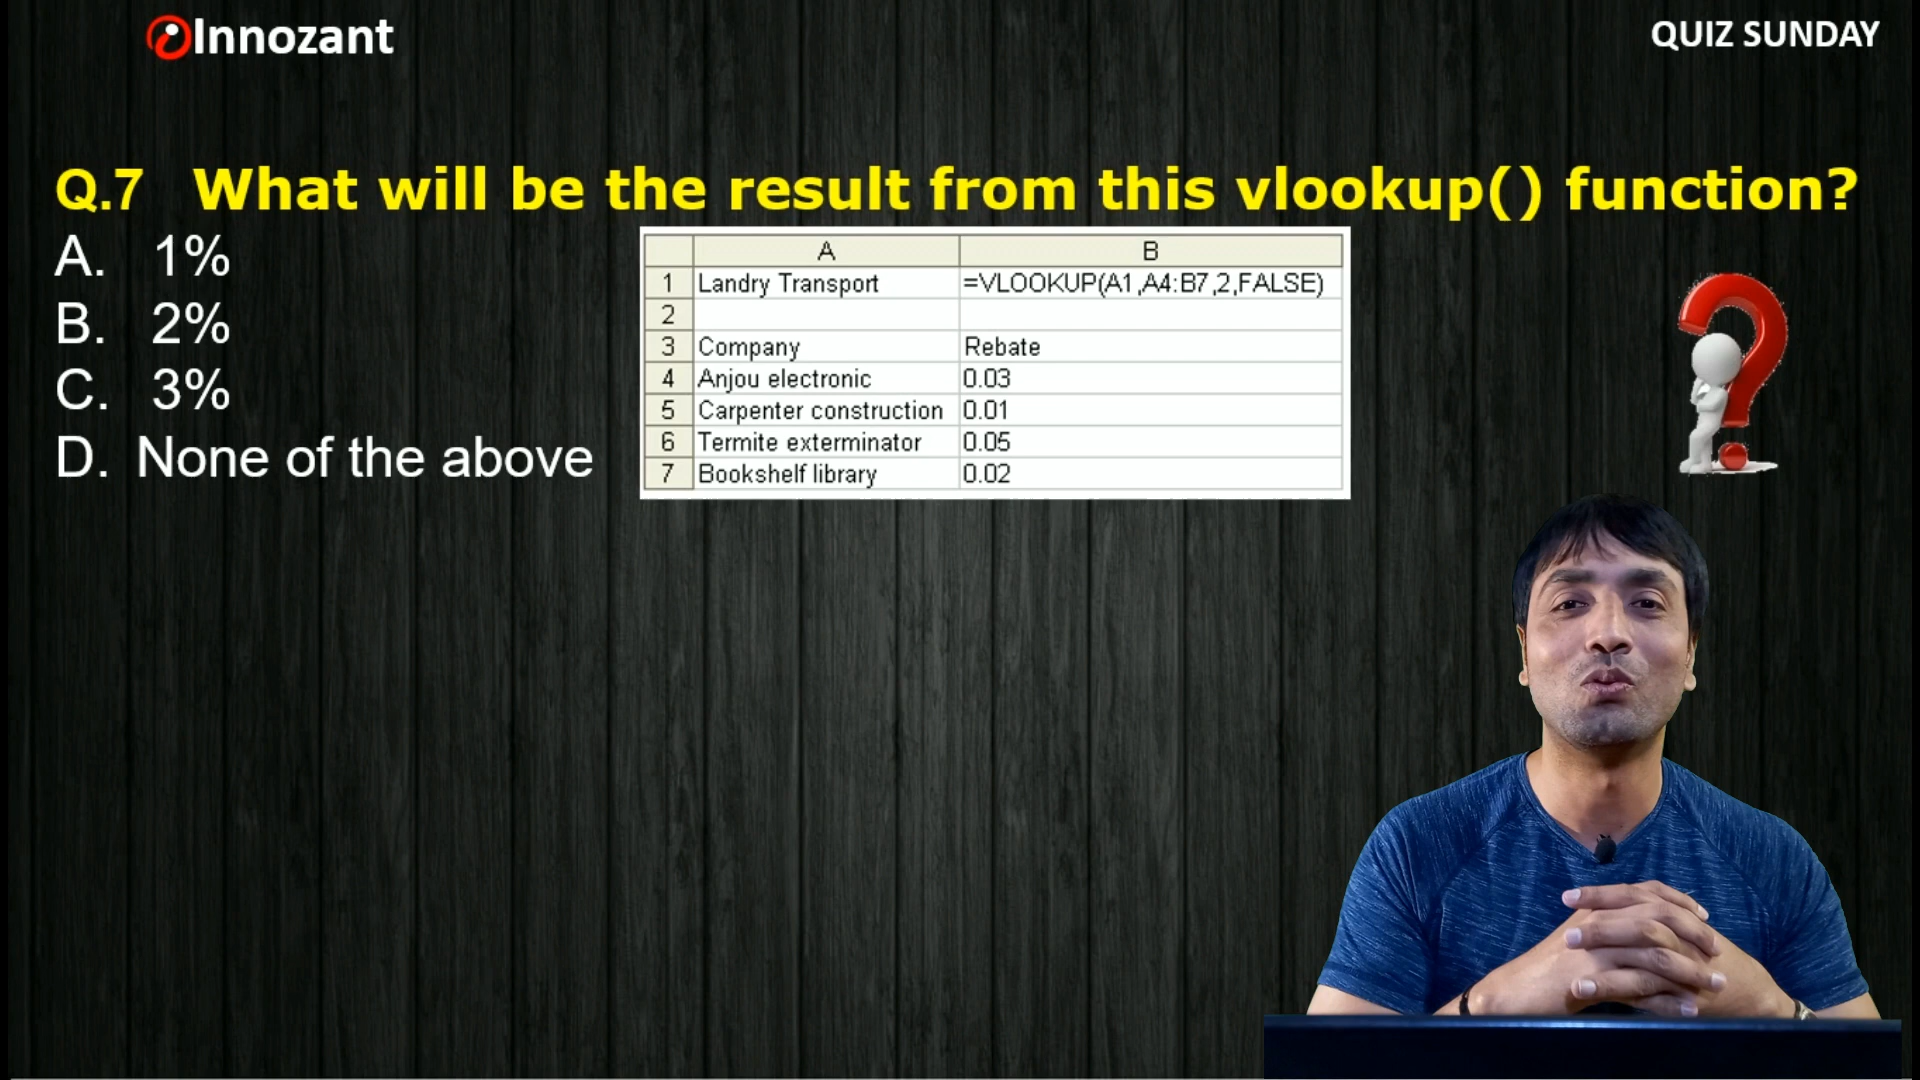 Innozant
QUIZ SUNDAY
Q.7 What will be the result from this vlookup() function?
A. 1%
B. 2%
C. 3%
D. None of the above
A B
1 Landry Transport =VLOOKUP(A1,A4:B7,2,FALSE)
2
3 Company Rebate
4 Anjou electronic 0.03
5 Carpenter construction 0.01
6 Termite exterminator 0.05
7 Bookshelf library 0.02